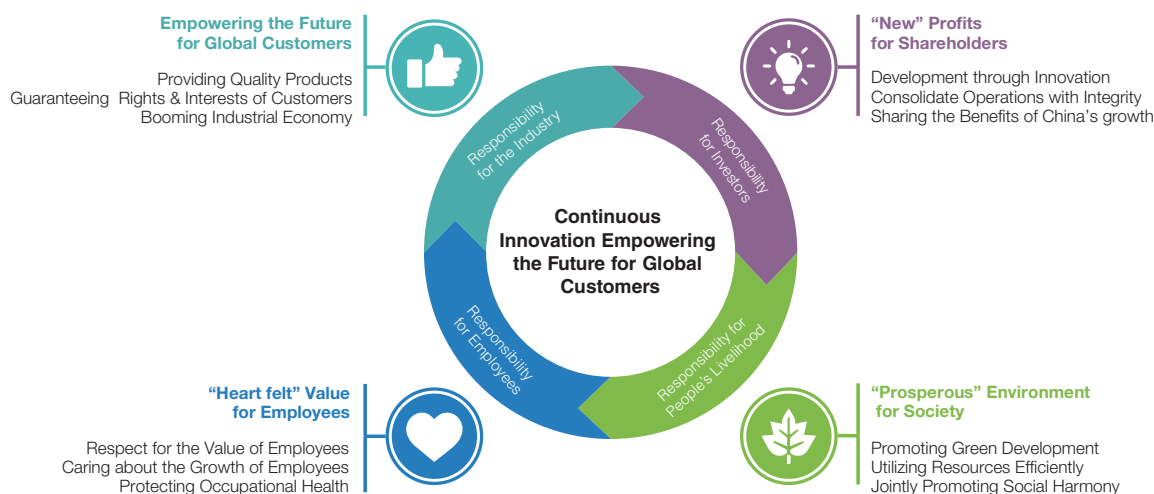 Empowering the Future
for Global Customers
Providing Quality Products
Guaranteeing Rights & Interests of Customers
Booming Industrial Economy
“New” Profits
for Shareholders
Development through Innovation
Consolidate Operations with Integrity
Sharing the Benefits of China’s growth
Responsibility
for the Industry
Responsibility
for Investors
Continuous
Innovation Empowering
the Future for Global
Customers
Responsibility
for Employees
Responsibility for
People’s Livelihood
“Heart felt” Value
for Employees
Respect for the Value of Employees
Caring about the Growth of Employees
Protecting Occupational Health
“Prosperous” Environment
for Society
Promoting Green Development
Utilizing Resources Efficiently
Jointly Promoting Social Harmony